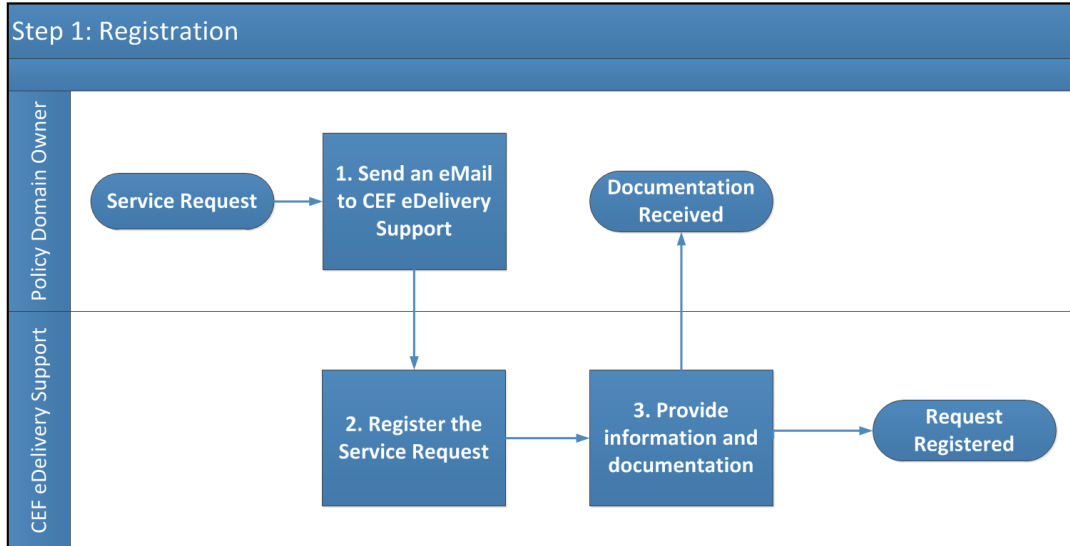 Step 1: Registration
Policy Domain Owner
Service Request
1. Send an eMail
to CEF eDelivery
Support
Documentation
Received
CEF eDelivery Support
2. Register the
Service Request
3. Provide
information and
documentation
Request
Registered